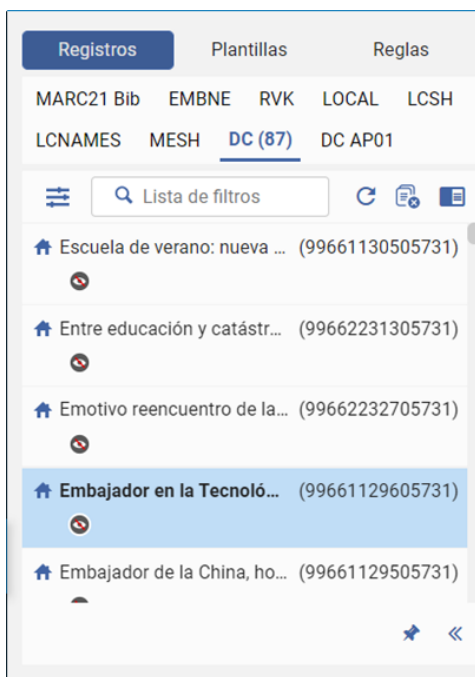 Registros Plantillas Reglas
MARC21 Bib EMBNE RVK LOCAL LCSH
LCNAMES MESH DC (87) DC AP01
Lista de filtros
Escuela de verano: nueva ... (99661130505731)
Entre educación y catástr... (99662231305731)
Emotivo reencuentro de la... (99662232705731)
Embajador en la Tecnoló... (99661129605731)
Embajador de la China, ho... (99661129505731)